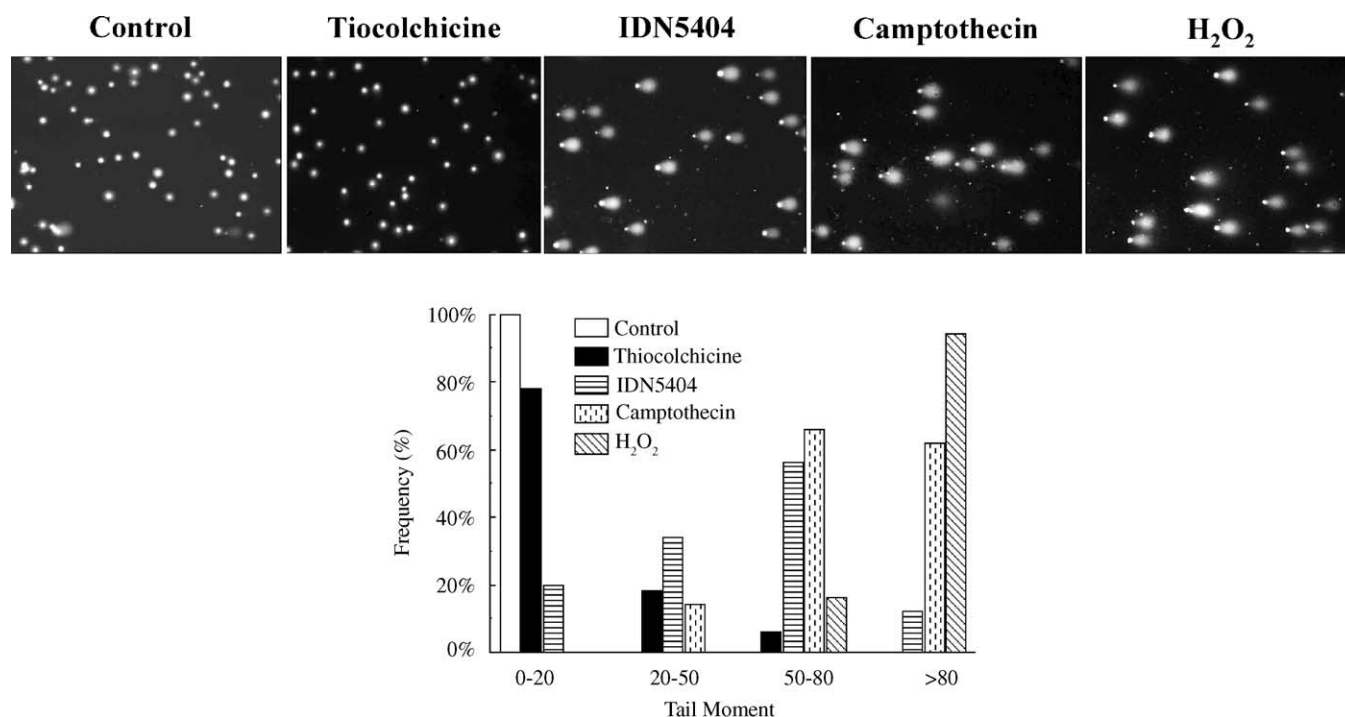 Control Tiocolchicine IDN5404 Camptothecin H₂O₂
100%
80%
60%
40%
20%
0%
Frequency (%)
Control
Thiocolchicine
IDN5404
Camptothecin
H₂O₂
0-20 20-50 50-80 >80
Tail Moment